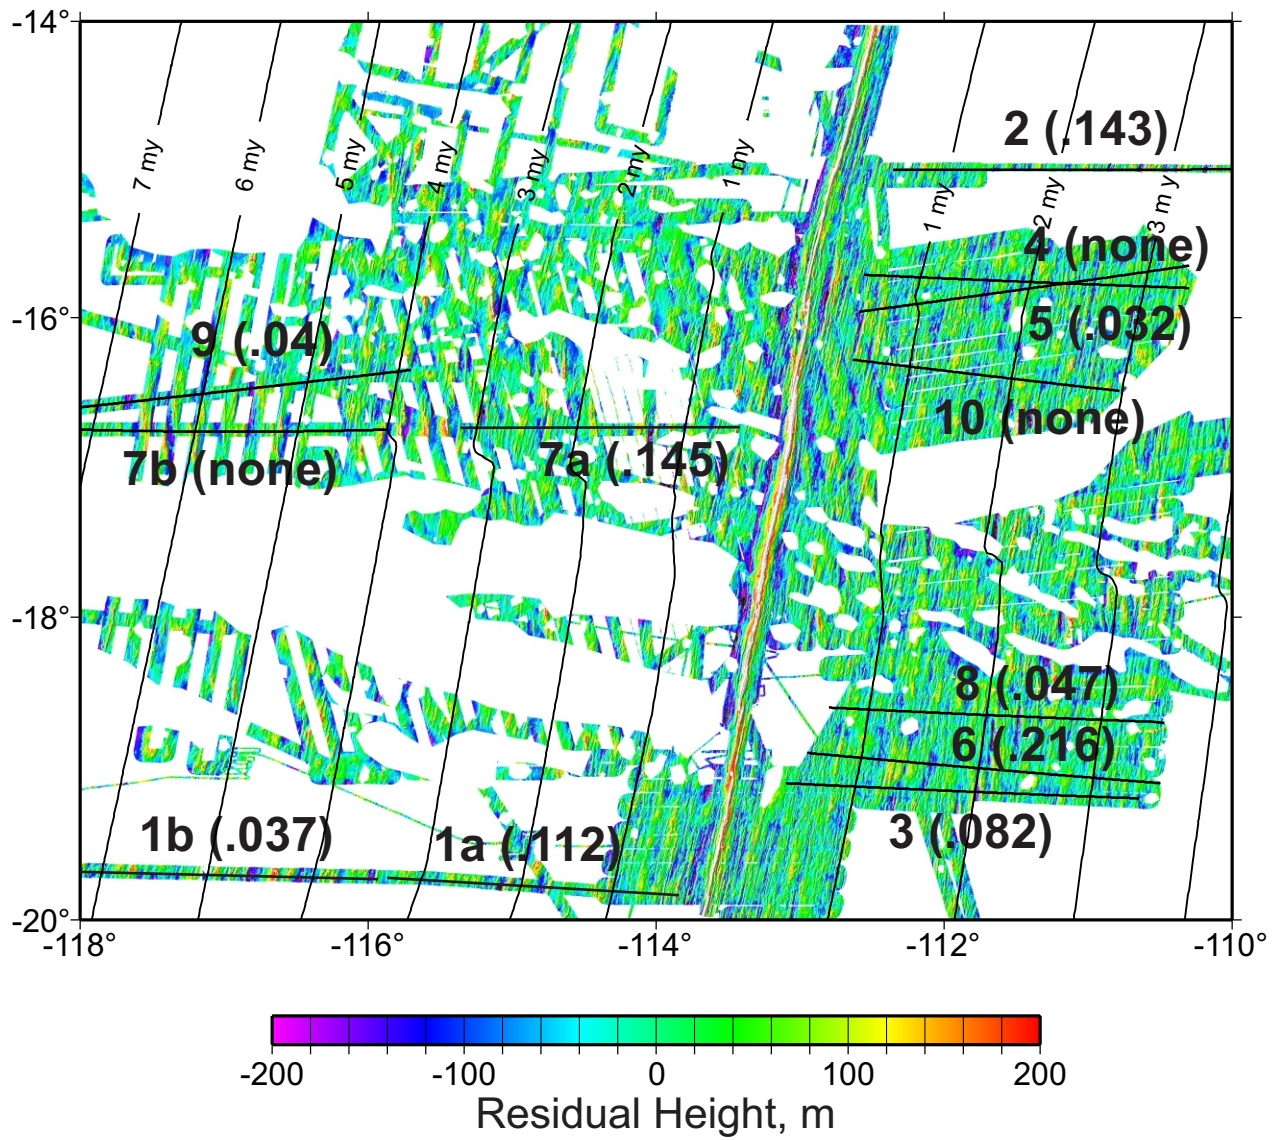 -14°
2 (.143)
7 my
6 my
5 my
4 my
3 my
2 my
1 my
1 my
2 my
3 my
4 (none)
-16°
9 (.04)
5 (.032)
10 (none)
7b (none)
7a (.145)
-18°
8 (.047)
6 (.216)
1b (.037)
1a (.112)
3 (.082)
-20°
-118°
-116°
-114°
-112°
-110°
-200
-100
0
100
200
Residual Height, m